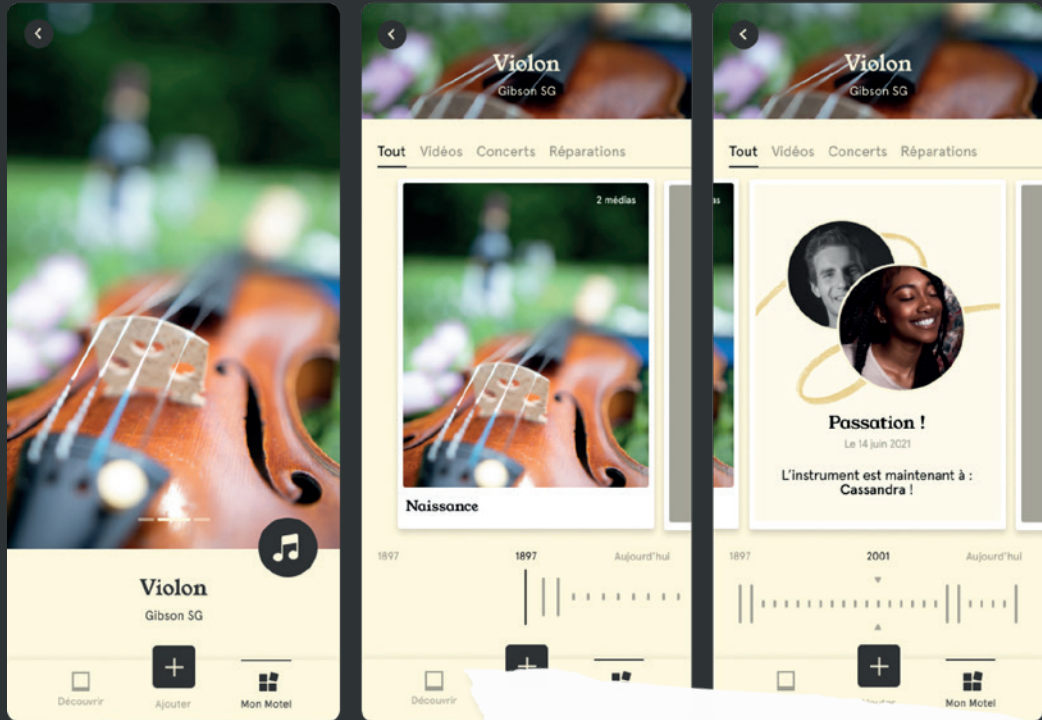 Violon
Gibson SG
Découvrir
Ajouter
Mon Motel
Violon
Gibson SG
Tout Vidéos Concerts Réparations
2 médias
Naissance
1897 1897 Aujourd'hui
Découvrir
Violon
Gibson SG
Tout Vidéos Concerts Réparations
Passation !
Le 14 juin 2021
L'instrument est maintenant à :
Cassandra !
1897 2001 Aujourd'hui
Mon Motel